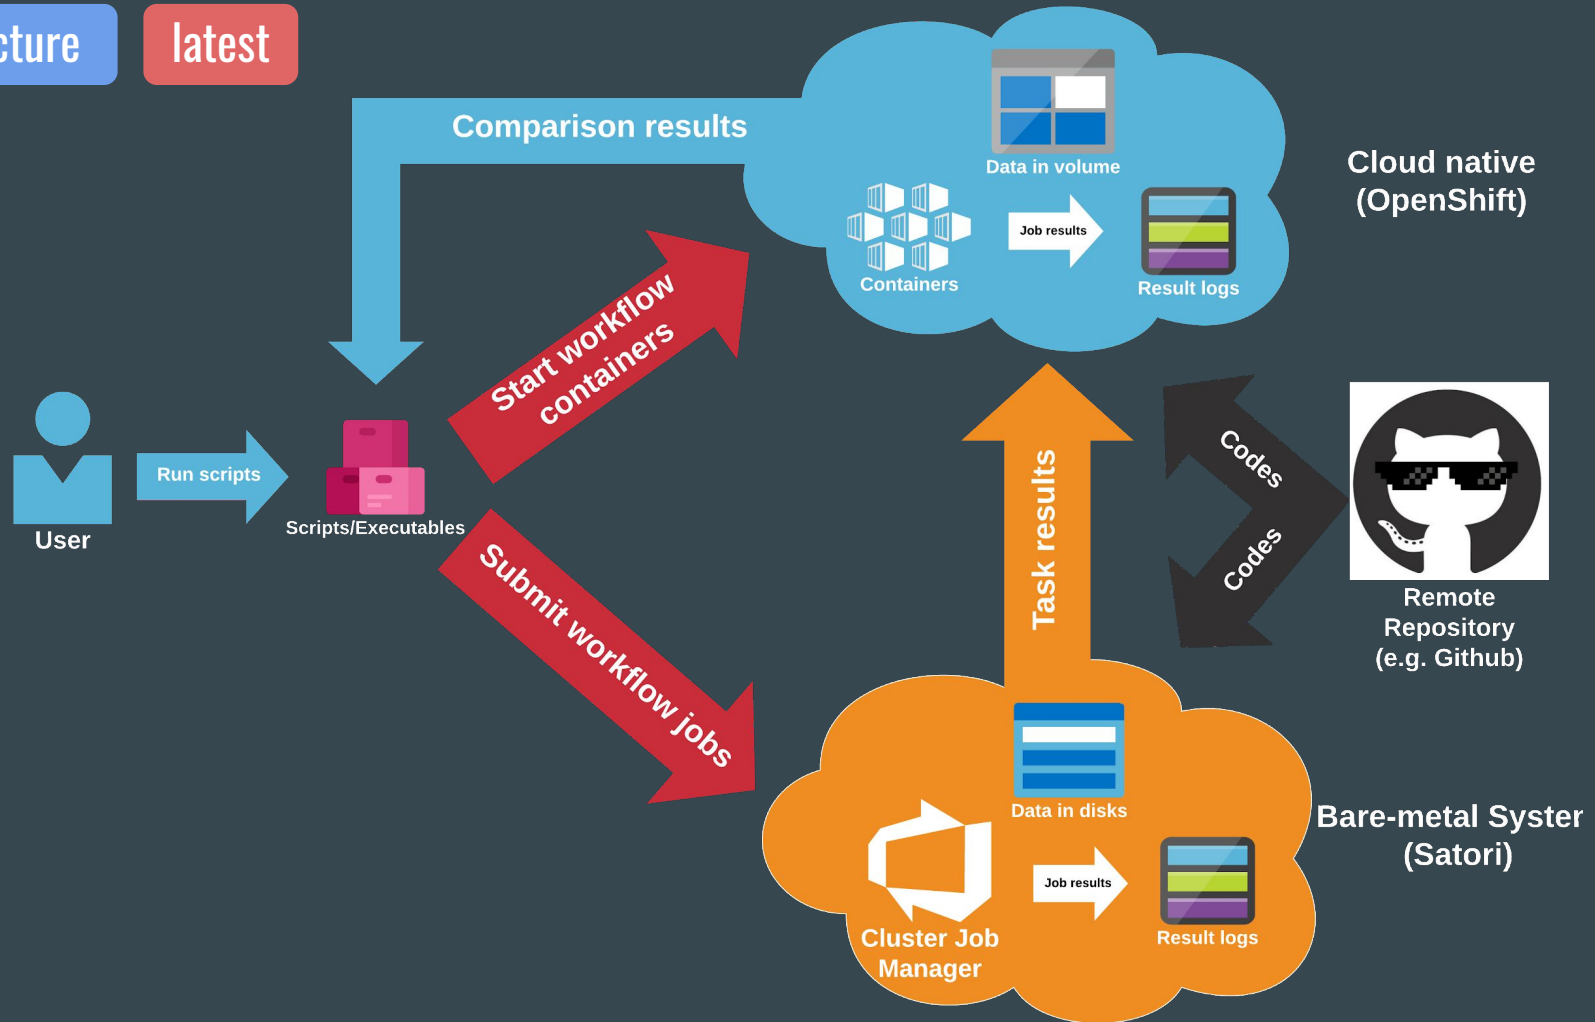 cture
latest
Comparison results
Data in volume
Containers
Job results
Result logs
Cloud native
(OpenShift)
Start workflow
containers
User
Run scripts
Scripts/Executables
Submit workflow jobs
Task results
Codes
Codes
Remote
Repository
(e.g. Github)
Data in disks
Cluster Job
Manager
Job results
Result logs
Bare-metal Syster
(Satori)